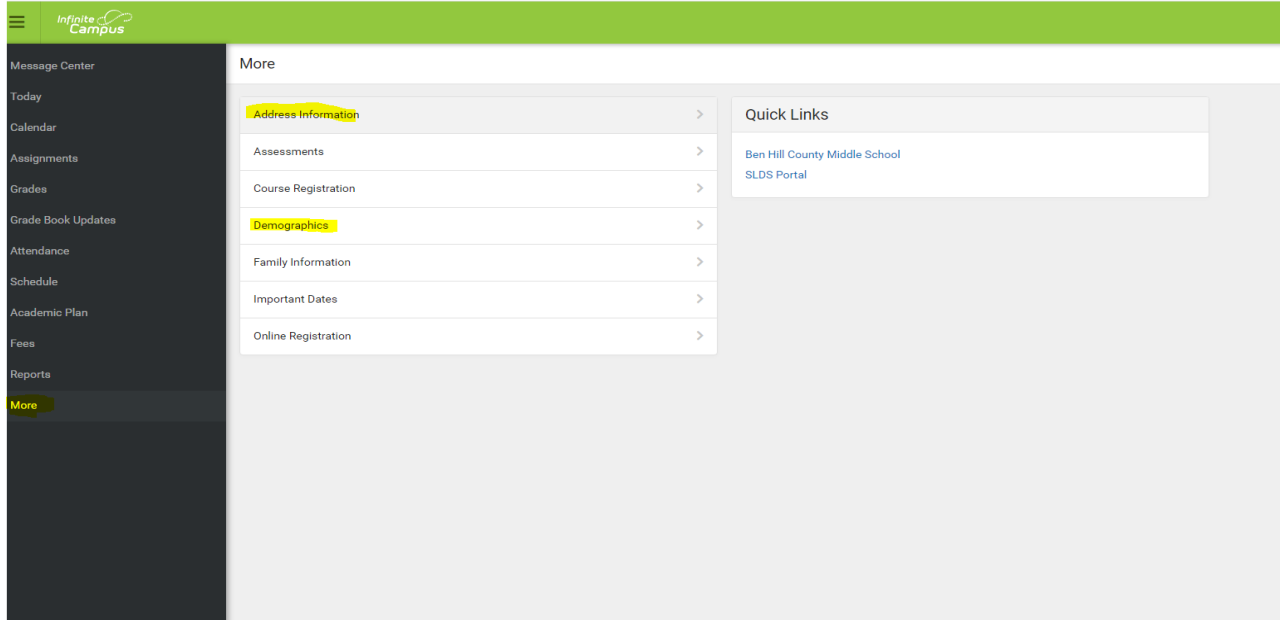 Infinite
Campus
Message Center
Today
Calendar
Assignments
Grades
Grade Book Updates
Attendance
Schedule
Academic Plan
Fees
Reports
More
More
Address Information
Assessments
Course Registration
Demographics
Family Information
Important Dates
Online Registration
Quick Links
Ben Hill County Middle School
SLDS Portal